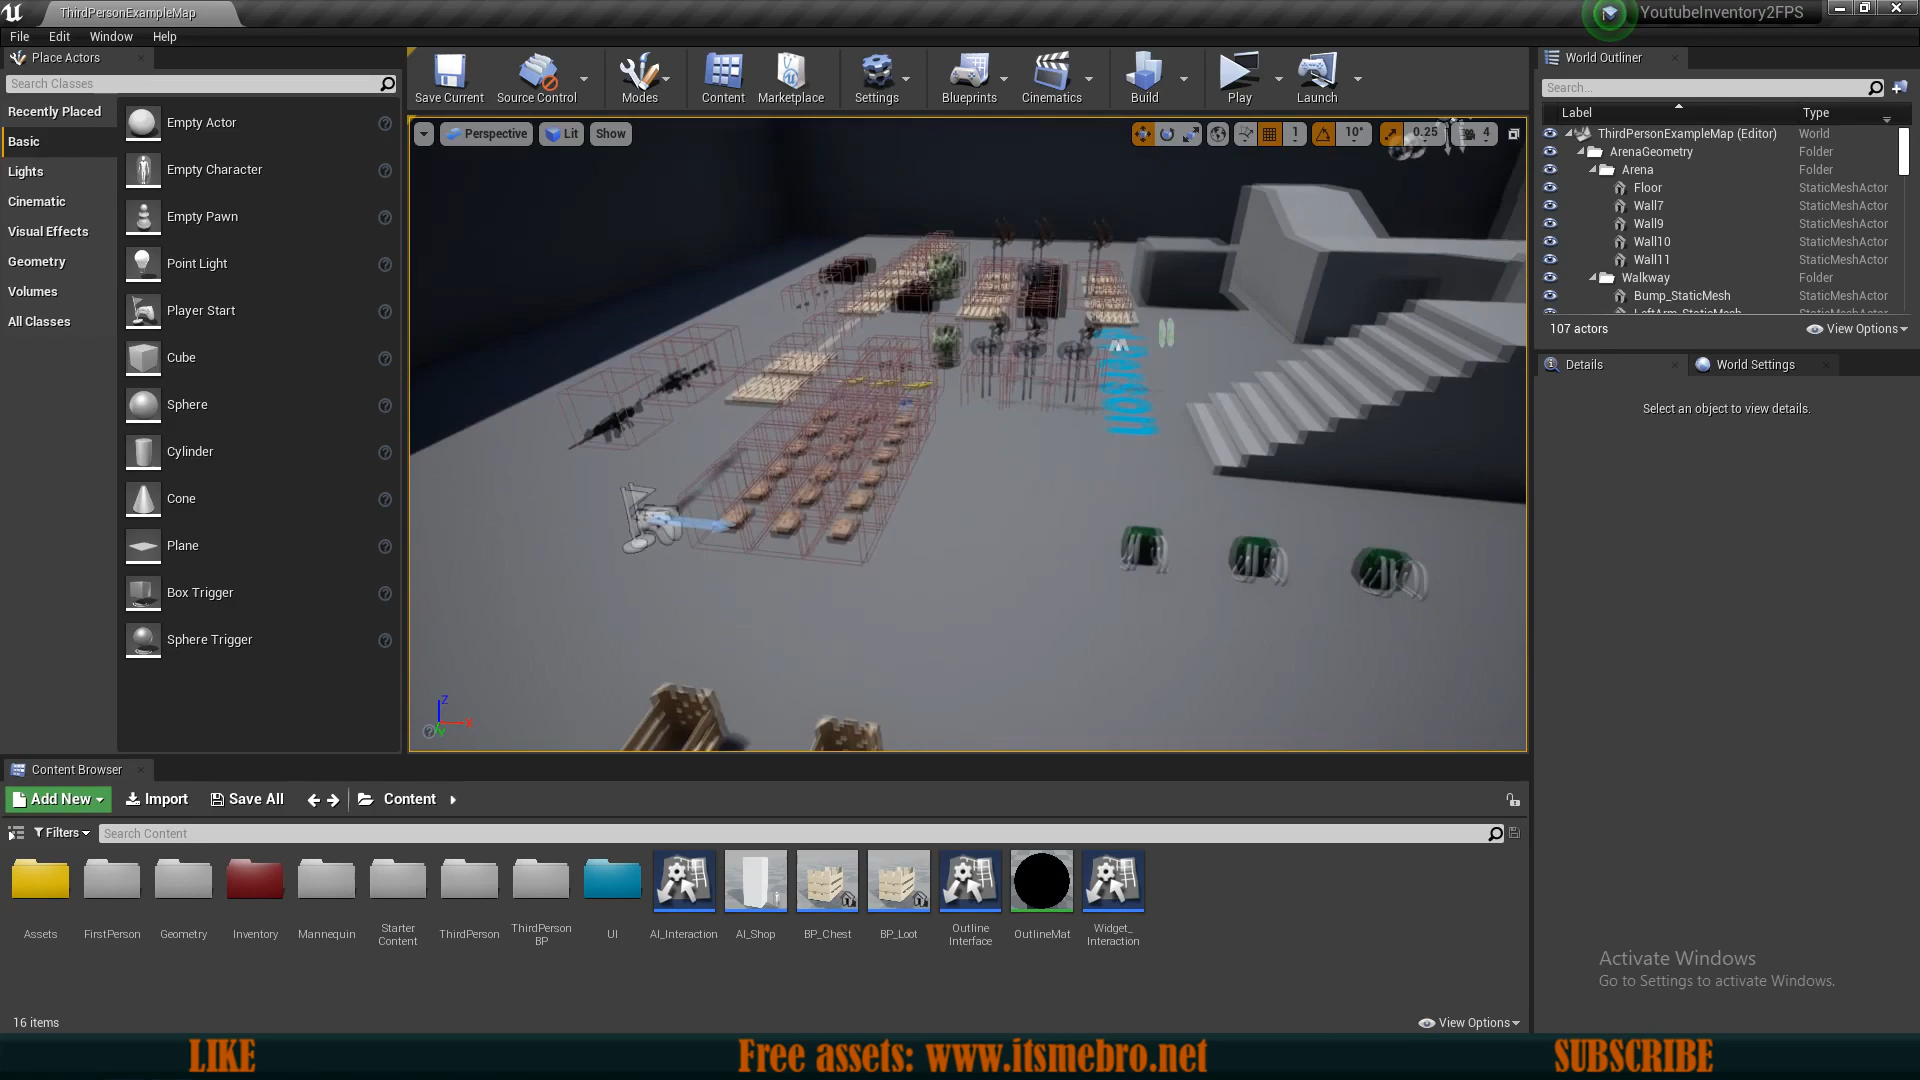 ThirdPersonExampleMap
YoutubeInventory2FPS
File Edit Window Help
Place Actors
Search Classes
Recently Placed
Basic
Lights
Cinematic
Visual Effects
Geometry
Volumes
All Classes
Empty Actor
Empty Character
Empty Pawn
Point Light
Player Start
Cube
Sphere
Cylinder
Cone
Plane
Box Trigger
Sphere Trigger
Save Current Source Control Modes Content Marketplace Settings Blueprints Cinematics Build Play Launch
Perspective Lit Show
1 10° 0.25 4
Z
X
Y
World Outliner
Search...
Label Type
ThirdPersonExampleMap (Editor) World
ArenaGeometry Folder
Arena Folder
Floor StaticMeshActor
Wall7 StaticMeshActor
Wall9 StaticMeshActor
Wall10 StaticMeshActor
Wall11 StaticMeshActor
Walkway Folder
Bump_StaticMesh StaticMeshActor
LeftArm_StaticMesh StaticMeshActor
107 actors View Options
Details World Settings
Select an object to view details.
Content Browser
Add New Import Save All Content
Filters Search Content
Assets
FirstPerson
Geometry
Inventory
Mannequin
Starter
Content
ThirdPerson
ThirdPerson
BP
UI
AI_Interaction
AI_Shop
BP_Chest
BP_Loot
Outline
Interface
OutlineMat
Widget_
Interaction
16 items View Options
Activate Windows
Go to Settings to activate Windows.
LIKE Free assets: www.itsmebro.net SUBSCRIBE